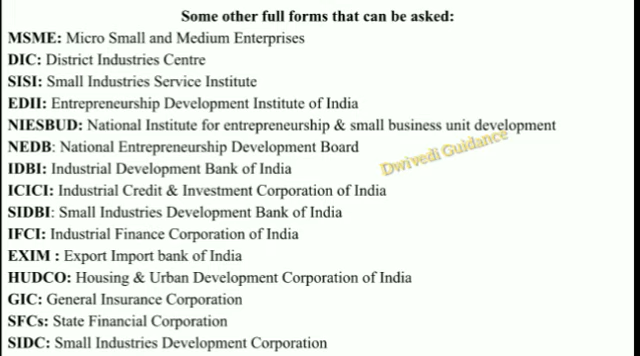 Some other full forms that can be asked:
MSME: Micro Small and Medium Enterprises
DIC: District Industries Centre
SISI: Small Industries Service Institute
EDII: Entrepreneurship Development Institute of India
NIESBUD: National Institute for entrepreneurship & small business unit development
NEDB: National Entrepreneurship Development Board
Dwivedi Guidance
IDBI: Industrial Development Bank of India
ICICI: Industrial Credit & Investment Corporation of India
SIDBI: Small Industries Development Bank of India
IFCI: Industrial Finance Corporation of India
EXIM : Export Import bank of India
HUDCO: Housing & Urban Development Corporation of India
GIC: General Insurance Corporation
SFCs: State Financial Corporation
SIDC: Small Industries Development Corporation